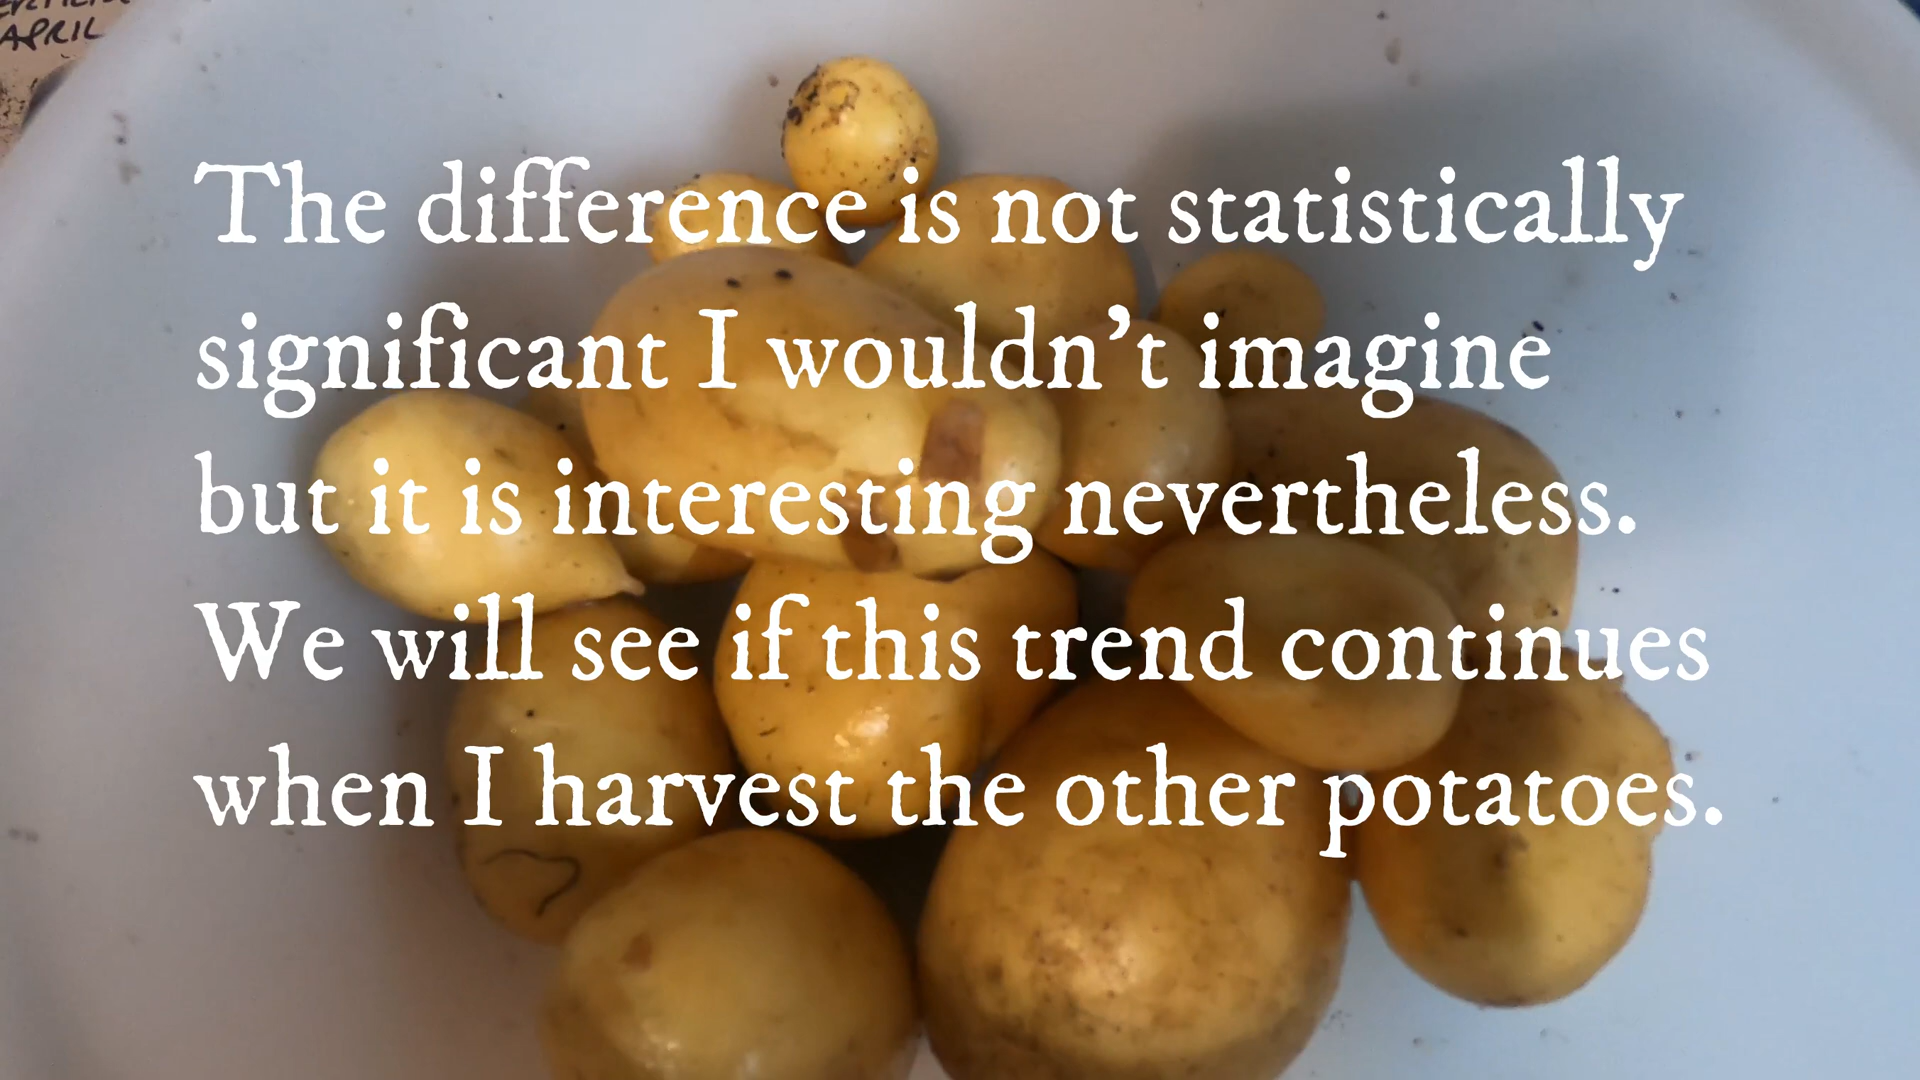 APRIL
The difference is not statistically
significant I wouldn't imagine
but it is interesting nevertheless.
We will see if this trend continues
when I harvest the other potatoes.